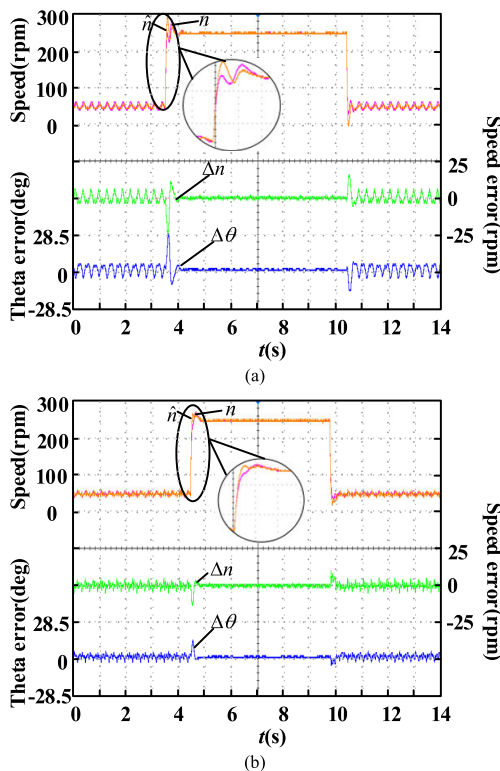 300
200
100
0
Speed(rpm)
n̂
n
Δn
Δθ
28.5
0
-28.5
Theta error(deg)
25
0
-25
Speed error(rpm)
0 2 4 6 8 10 12 14
t(s)
(a)
300
200
100
0
Speed(rpm)
n̂
n
Δn
Δθ
28.5
0
-28.5
Theta error(deg)
25
0
-25
Speed error(rpm)
0 2 4 6 8 10 12 14
t(s)
(b)